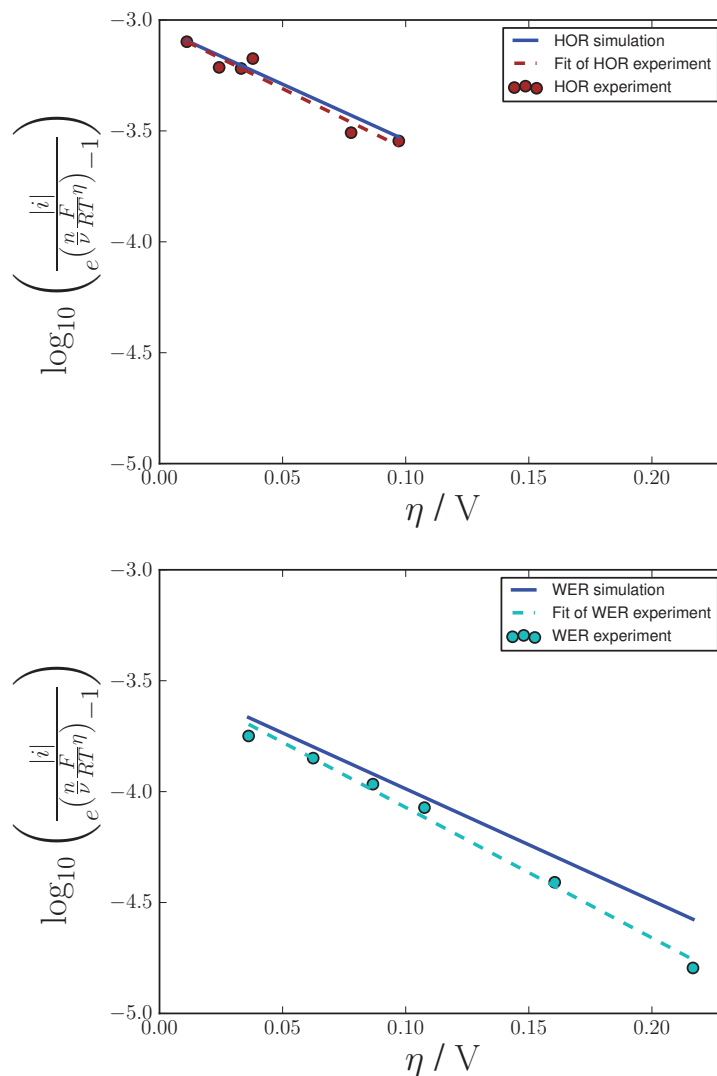 −3.0
−3.5
−4.0
−4.5
−5.0
0.00 0.05 0.10 0.15 0.20
η / V
log₁₀ ( |i| / ( e^( (n/ν) (F/RT) η ) −1 ) )
HOR simulation
Fit of HOR experiment
HOR experiment
−3.0
−3.5
−4.0
−4.5
−5.0
0.00 0.05 0.10 0.15 0.20
η / V
log₁₀ ( |i| / ( e^( (n/ν) (F/RT) η ) −1 ) )
WER simulation
Fit of WER experiment
WER experiment